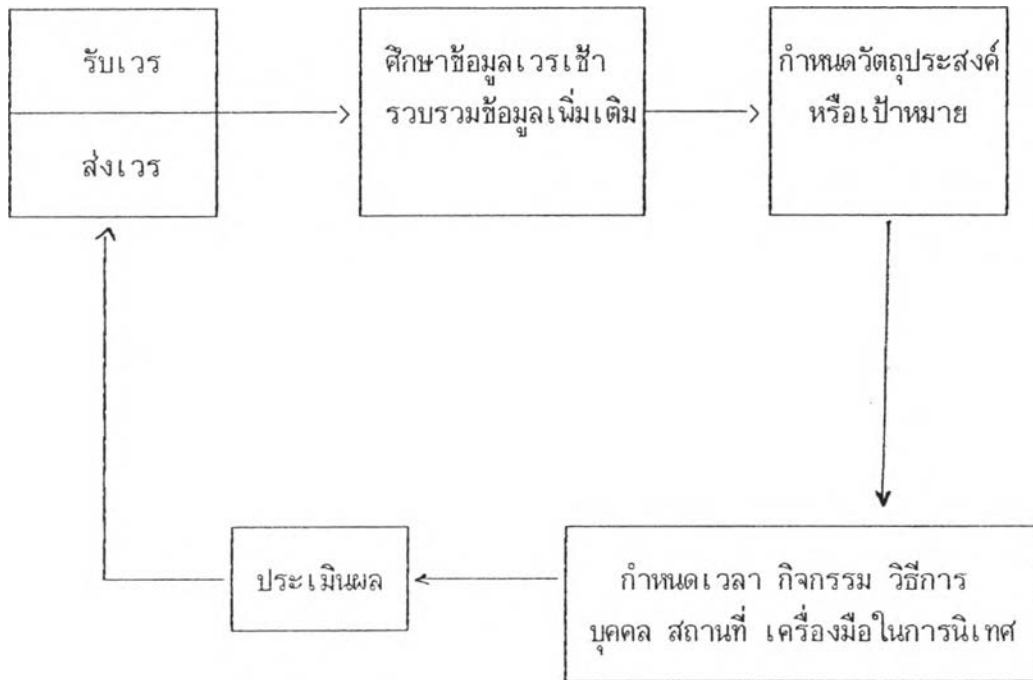 รับเวร
ส่งเวร
ศึกษาข้อมูลเวรเช้า
รวบรวมข้อมูลเพิ่มเติม
กำหนดวัตถุประสงค์
หรือเป้าหมาย
กำหนดเวลา กิจกรรม วิธีการ
บุคคล สถานที่ เครื่องมือในการนิเทศ
ประเมินผล